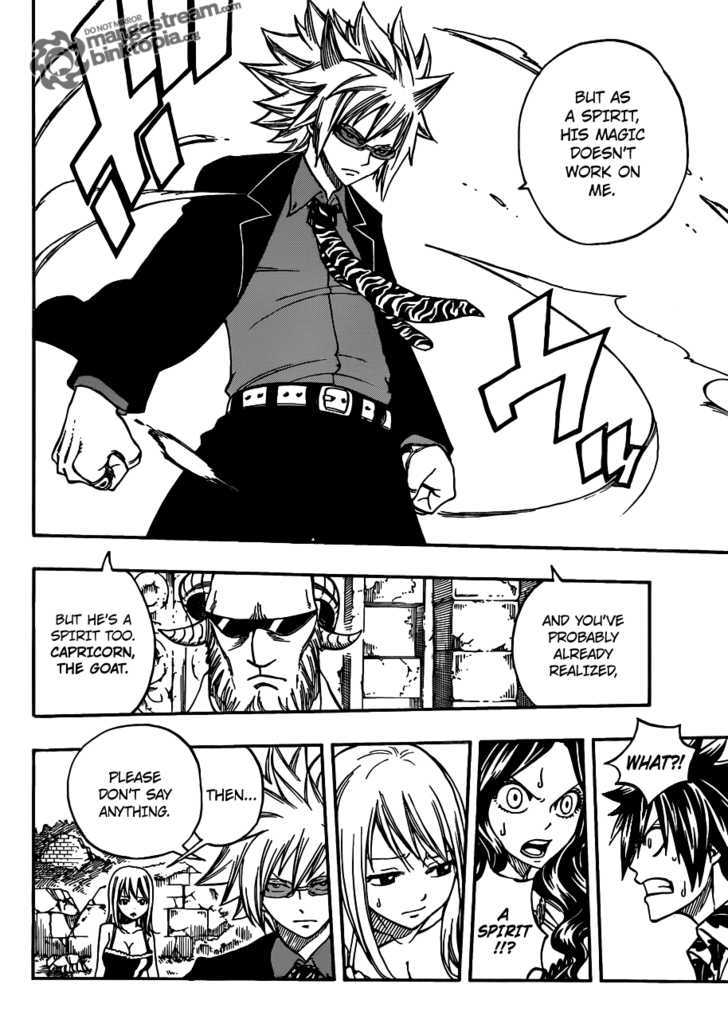 DO NOT MIRROR
mangestream.com
binktopia.org
BUT AS
A SPIRIT,
HIS MAGIC
DOESN'T
WORK ON
ME.
AND YOU'VE
PROBABLY
ALREADY
REALIZED,
BUT HE'S A
SPIRIT TOO.
CAPRICORN,
THE GOAT.
WHAT?!
A
SPIRIT
!!?
THEN...
PLEASE
DON'T SAY
ANYTHING.